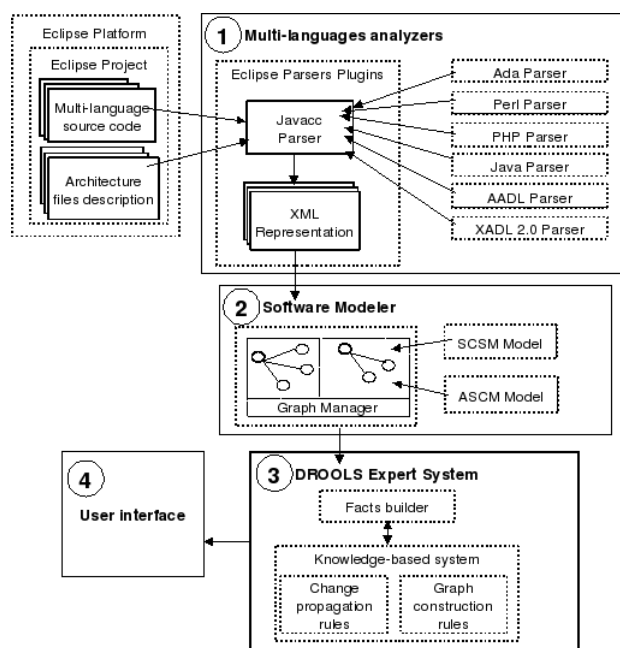 Eclipse Platform
Eclipse Project
Multi-language
source code
Architecture
files description
1 Multi-languages analyzers
Eclipse Parsers Plugins
Javacc
Parser
XML
Representation
Ada Parser
Perl Parser
PHP Parser
Java Parser
AADL Parser
XADL 2.0 Parser
2 Software Modeler
Graph Manager
SCSM Model
ASCM Model
3 DROOLS Expert System
Facts builder
Knowledge-based system
Change
propagation
rules
Graph
construction
rules
4
User interface